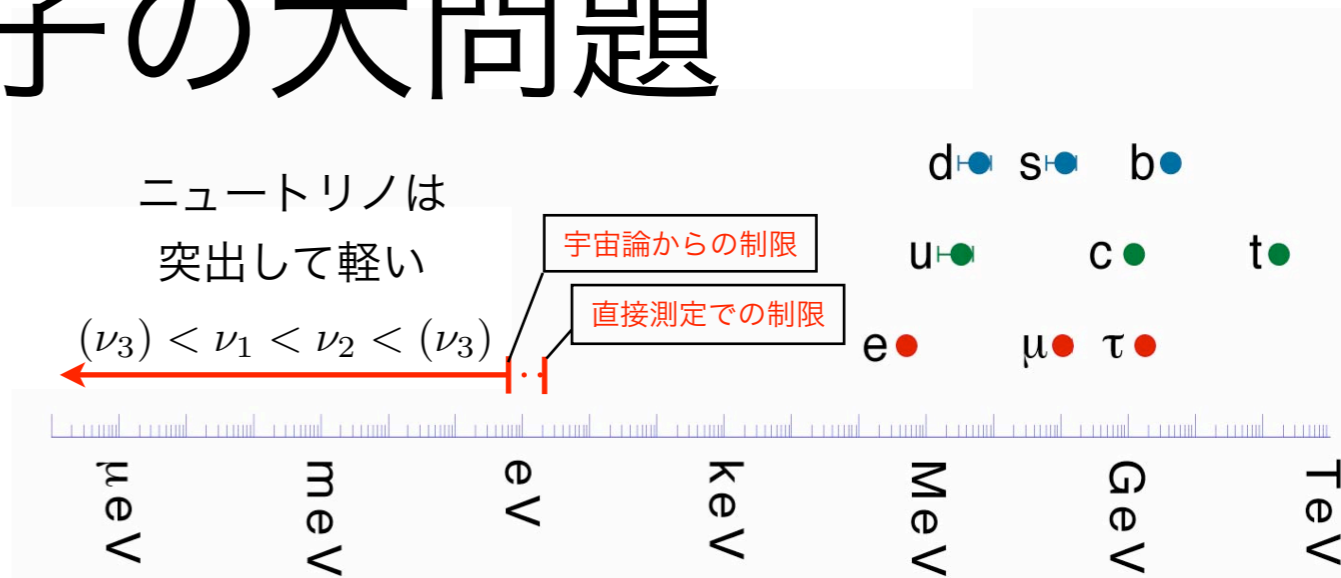 子の大問題
ニュートリノは
突出して軽い
(ν₃) < ν₁ < ν₂ < (ν₃)
宇宙論からの制限
直接測定での制限
d s b
u c t
e μ τ
μeV meV eV keV MeV GeV TeV